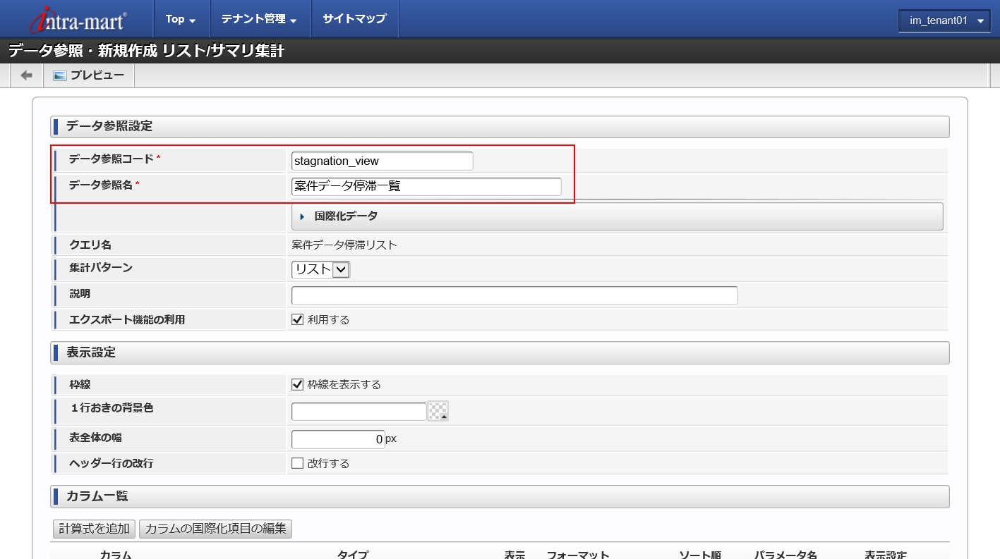 intra-mart Top テナント管理 サイトマップ im_tenant01
データ参照・新規作成 リスト/サマリ集計
プレビュー
データ参照設定
データ参照コード * stagnation_view
データ参照名 * 案件データ停滞一覧
国際化データ
クエリ名 案件データ停滞リスト
集計パターン リスト
説明
エクスポート機能の利用 利用する
表示設定
枠線 枠線を表示する
１行おきの背景色
表全体の幅 0 px
ヘッダー行の改行 改行する
カラム一覧
計算式を追加 カラムの国際化項目の編集
カラム タイプ 表示 フォーマット ソート順 パラメータ名 表示設定